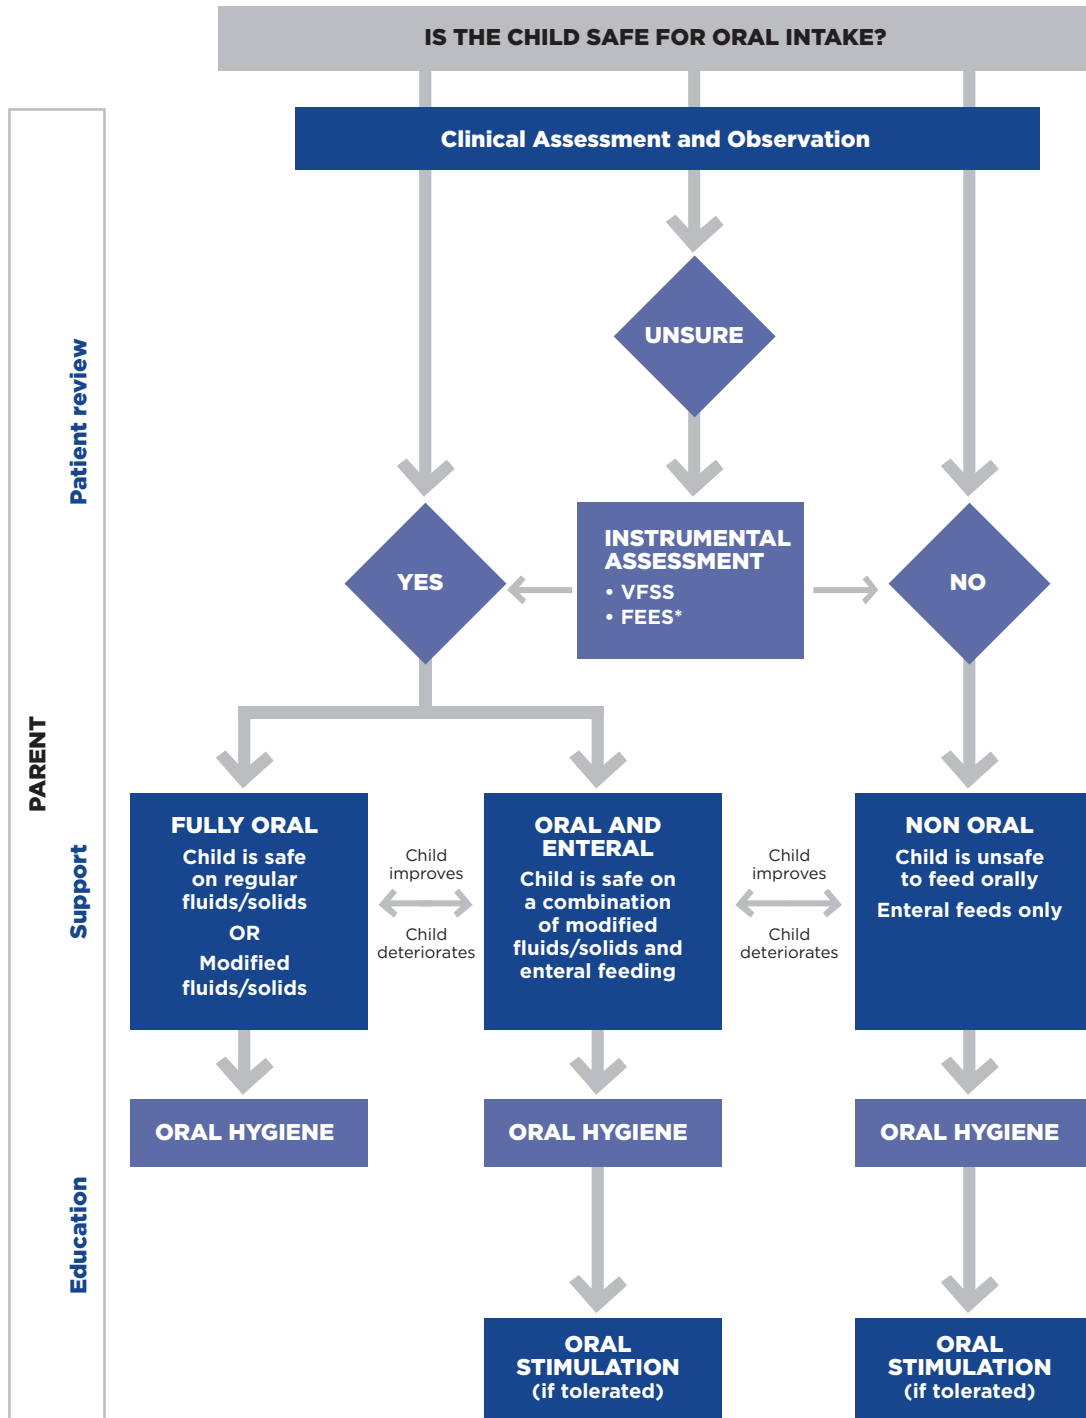 IS THE CHILD SAFE FOR ORAL INTAKE?
Clinical Assessment and Observation
PARENT
Patient review
Support
Education
UNSURE
YES
INSTRUMENTAL
ASSESSMENT
• VFSS
• FEES*
NO
FULLY ORAL
Child is safe
on regular
fluids/solids
OR
Modified
fluids/solids
Child
improves
Child
deteriorates
ORAL AND
ENTERAL
Child is safe on
a combination
of modified
fluids/solids and
enteral feeding
Child
improves
Child
deteriorates
NON ORAL
Child is unsafe
to feed orally
Enteral feeds only
ORAL HYGIENE
ORAL HYGIENE
ORAL HYGIENE
ORAL
STIMULATION
(if tolerated)
ORAL
STIMULATION
(if tolerated)